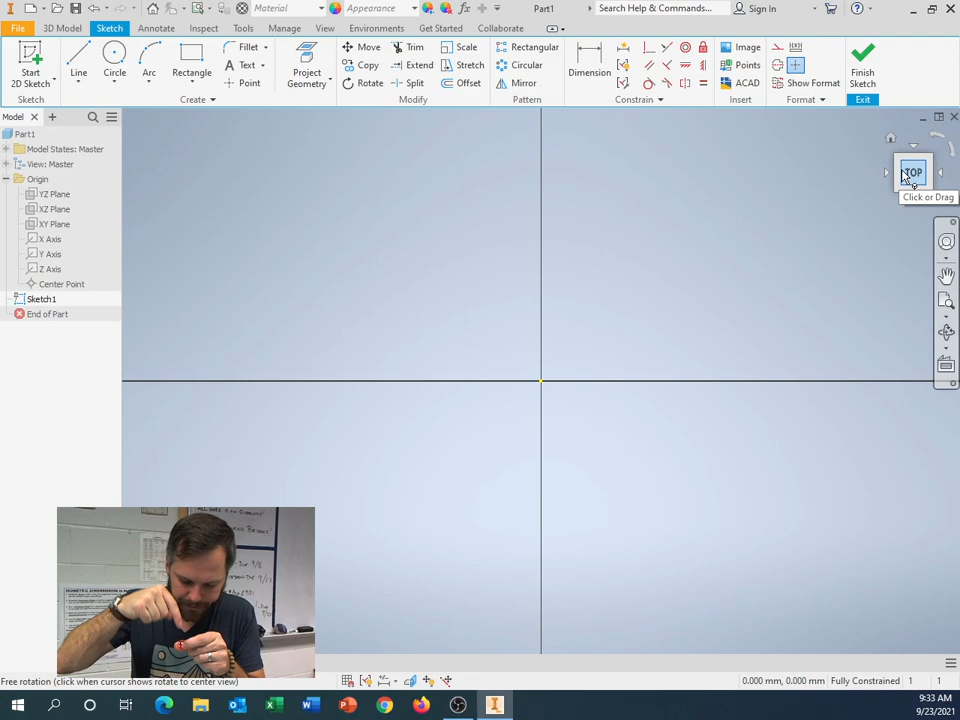 Material
Appearance
Part1
Search Help & Commands...
Sign In
File
3D Model
Sketch
Annotate
Inspect
Tools
Manage
View
Environments
Get Started
Collaborate
Start
2D Sketch
Line
Circle
Arc
Rectangle
Fillet
Text
Point
Project
Geometry
Move
Copy
Rotate
Trim
Extend
Split
Scale
Stretch
Offset
Rectangular
Circular
Mirror
Dimension
Image
Points
ACAD
Show Format
Finish
Sketch
Sketch
Create
Modify
Pattern
Constrain
Insert
Format
Exit
Model
Part1
Model States: Master
View: Master
Origin
YZ Plane
XZ Plane
XY Plane
X Axis
Y Axis
Z Axis
Center Point
Sketch1
End of Part
TOP
Click or Drag
Free rotation (click when cursor shows rotate to center view)
0.000 mm, 0.000 mm
Fully Constrained
1
1
9:33 AM
9/23/2021